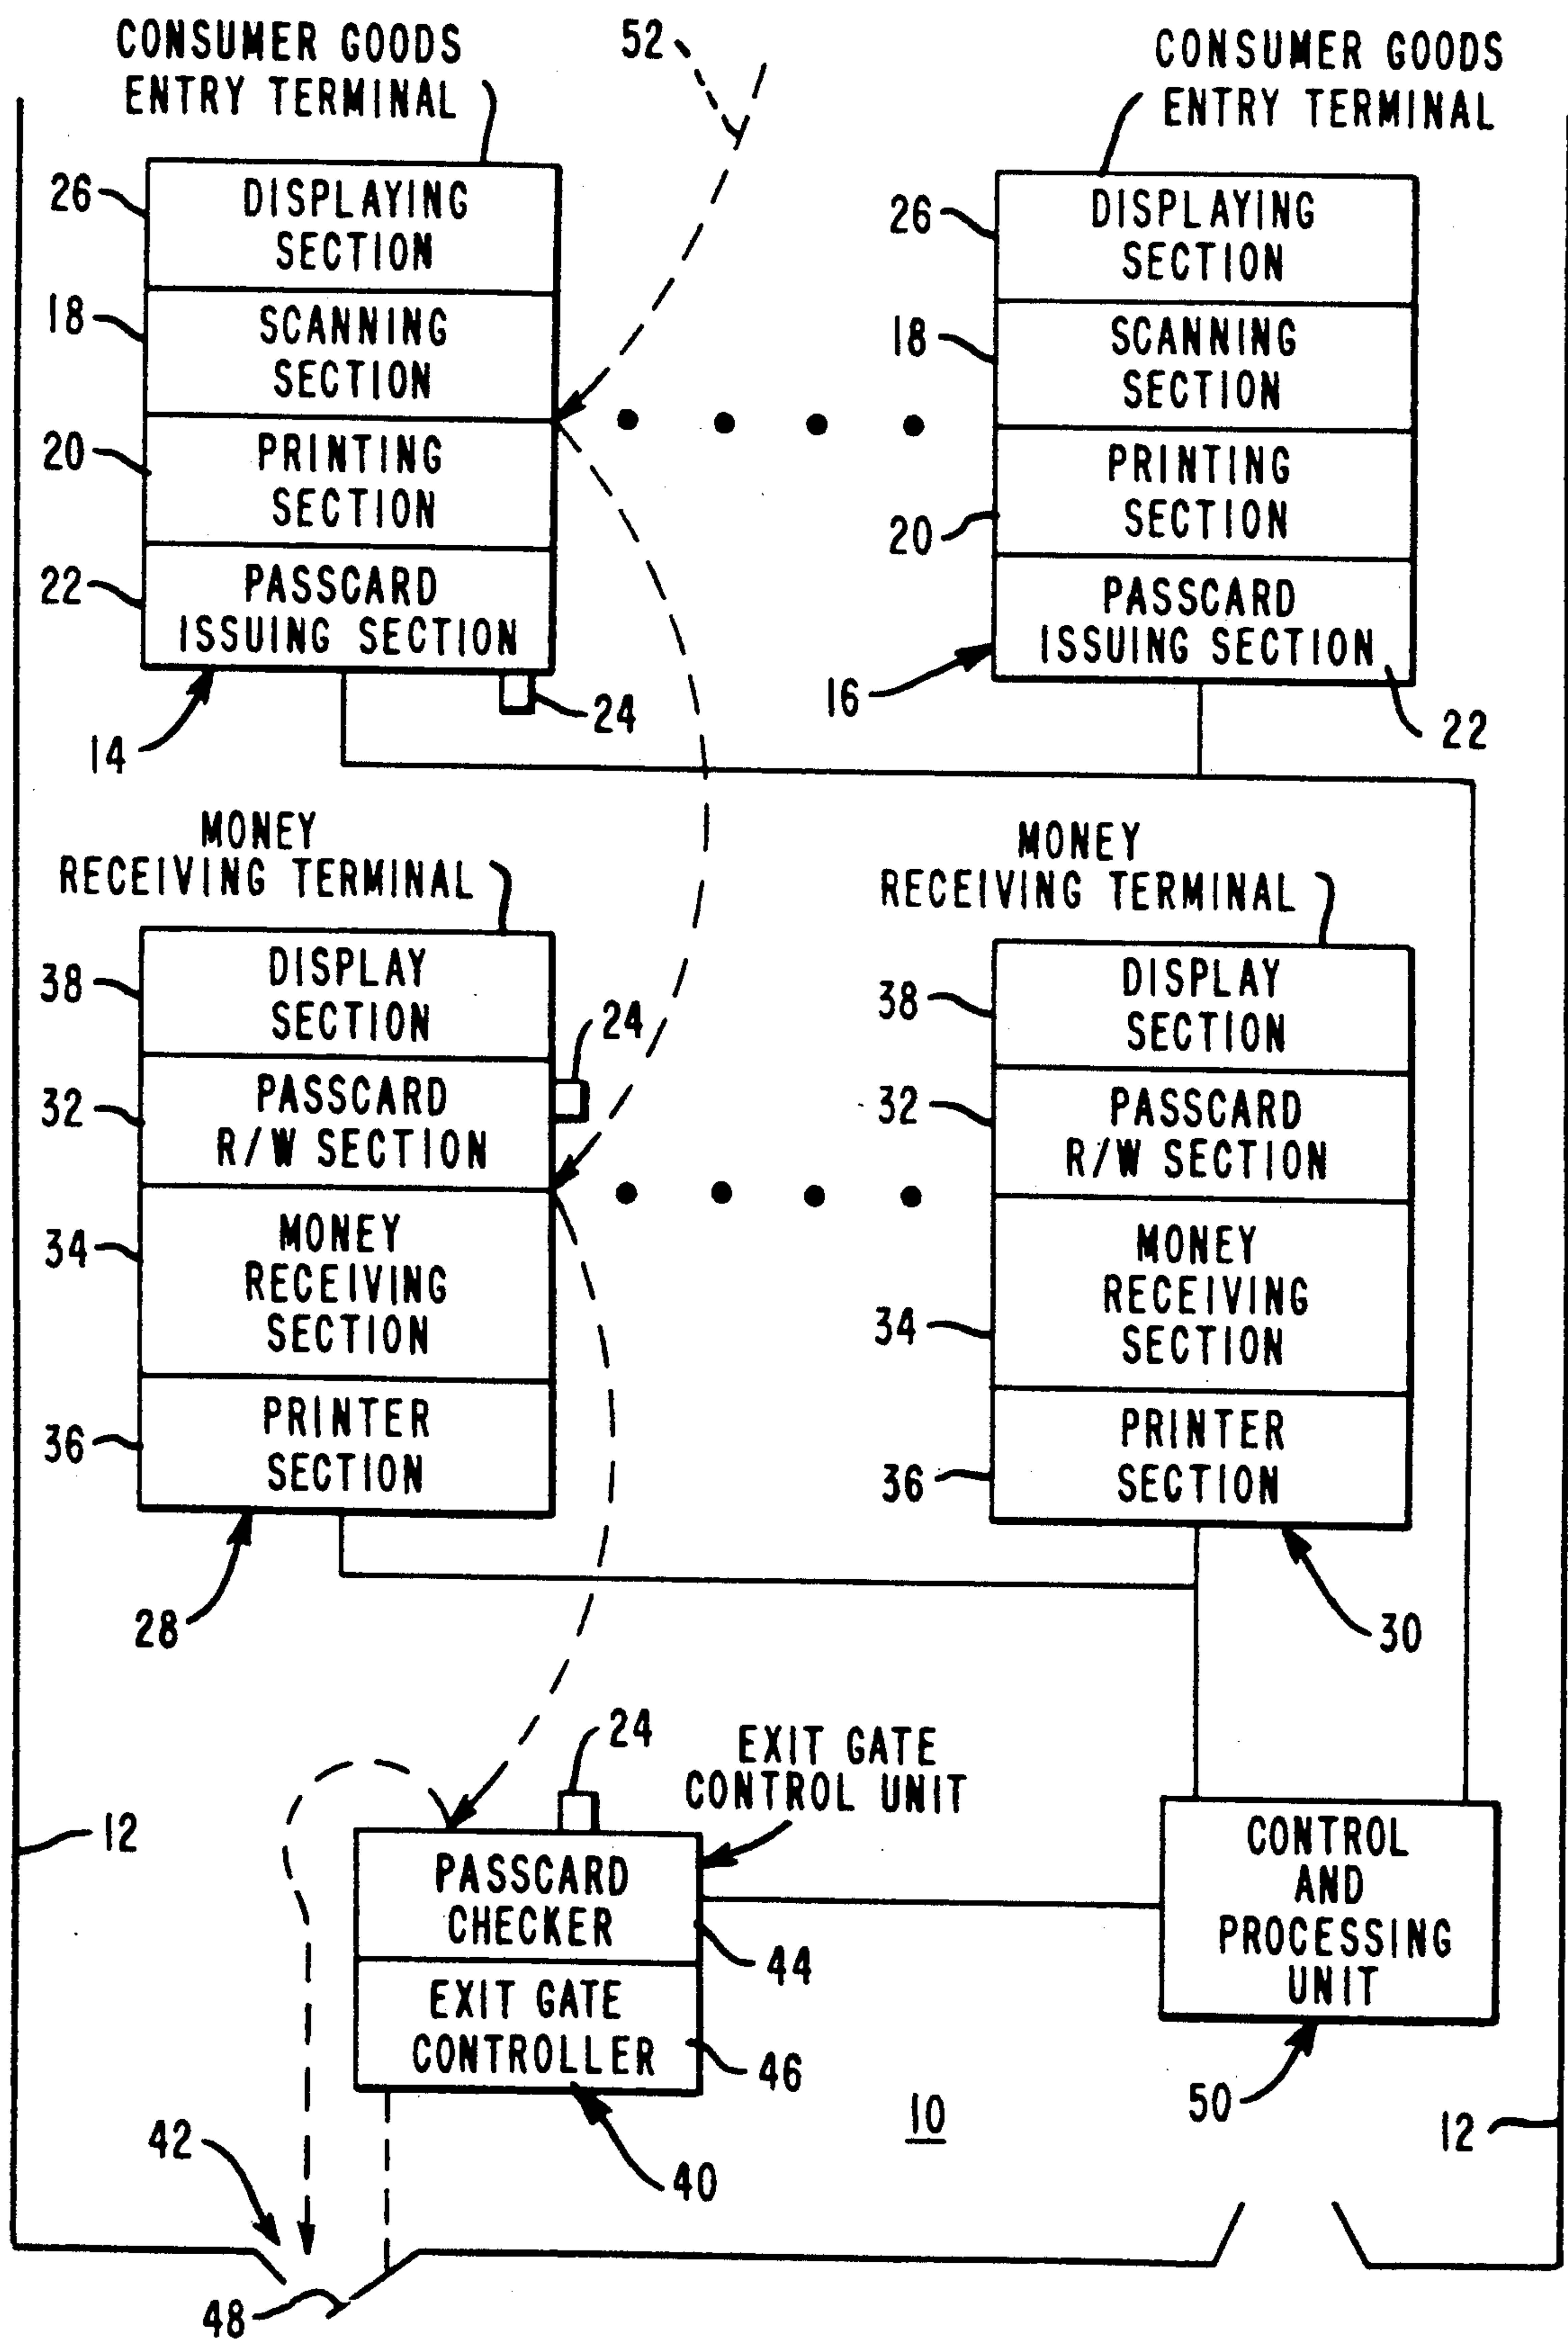 CONSUMER GOODS
ENTRY TERMINAL
52
CONSUMER GOODS
ENTRY TERMINAL
26
DISPLAYING
SECTION
18
SCANNING
SECTION
20
PRINTING
SECTION
22
PASSCARD
ISSUING SECTION
14
24
26
DISPLAYING
SECTION
18
SCANNING
SECTION
20
PRINTING
SECTION
PASSCARD
ISSUING SECTION
16
22
MONEY
RECEIVING TERMINAL
38
DISPLAY
SECTION
24
32
PASSCARD
R/W SECTION
34
MONEY
RECEIVING
SECTION
36
PRINTER
SECTION
28
MONEY
RECEIVING TERMINAL
38
DISPLAY
SECTION
32
PASSCARD
R/W SECTION
34
MONEY
RECEIVING
SECTION
36
PRINTER
SECTION
30
24
EXIT GATE
CONTROL UNIT
12
PASSCARD
CHECKER
44
EXIT GATE
CONTROLLER
46
40
CONTROL
AND
PROCESSING
UNIT
50
10
12
42
48